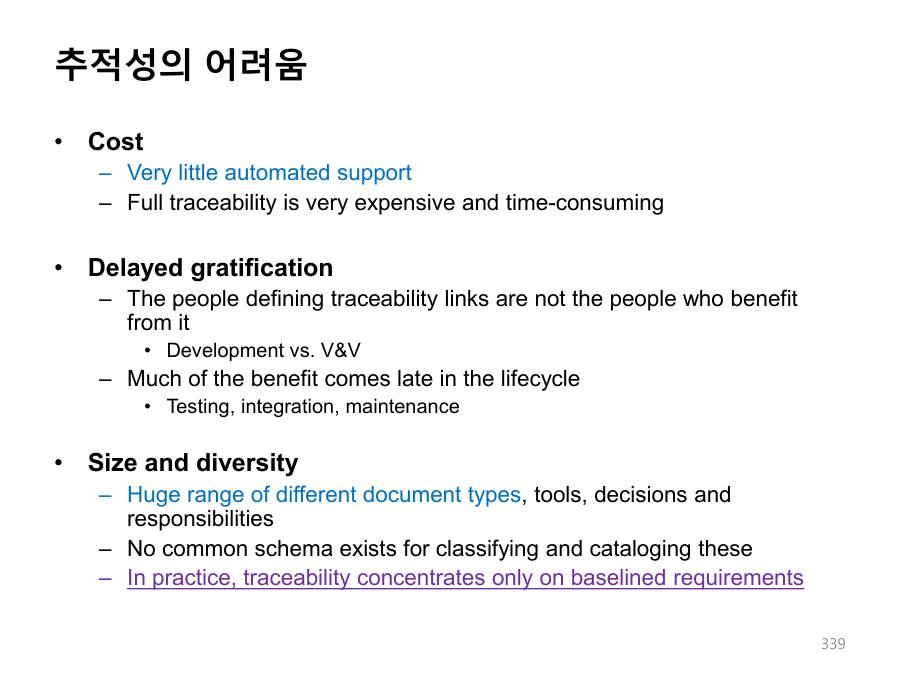 추적성의 어려움
• Cost
– Very little automated support
– Full traceability is very expensive and time-consuming
• Delayed gratification
– The people defining traceability links are not the people who benefit
from it
• Development vs. V&V
– Much of the benefit comes late in the lifecycle
• Testing, integration, maintenance
• Size and diversity
– Huge range of different document types, tools, decisions and
responsibilities
– No common schema exists for classifying and cataloging these
– In practice, traceability concentrates only on baselined requirements
339